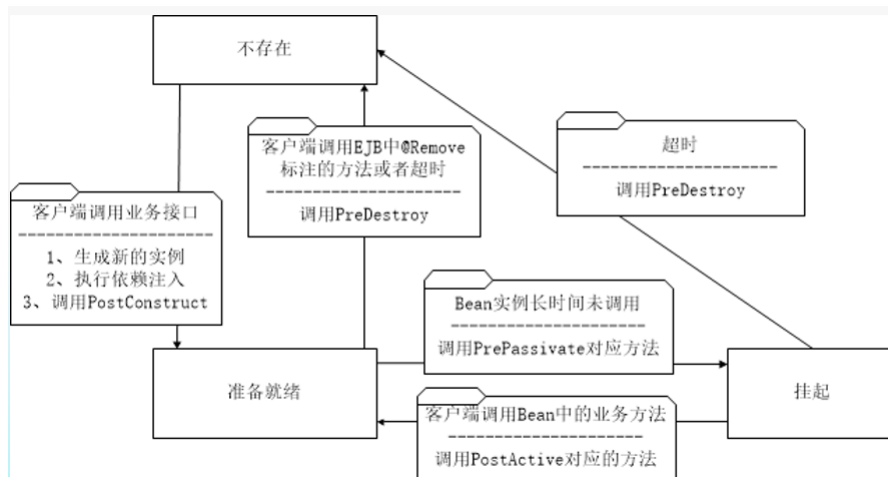 不存在
客户端调用EJB中@Remove
标注的方法或者超时
调用PreDestroy
超时
调用PreDestroy
客户端调用业务接口
1、生成新的实例
2、执行依赖注入
3、调用PostConstruct
Bean实例长时间未调用
调用PrePassivate对应方法
准备就绪
挂起
客户端调用Bean中的业务方法
调用PostActive对应的方法